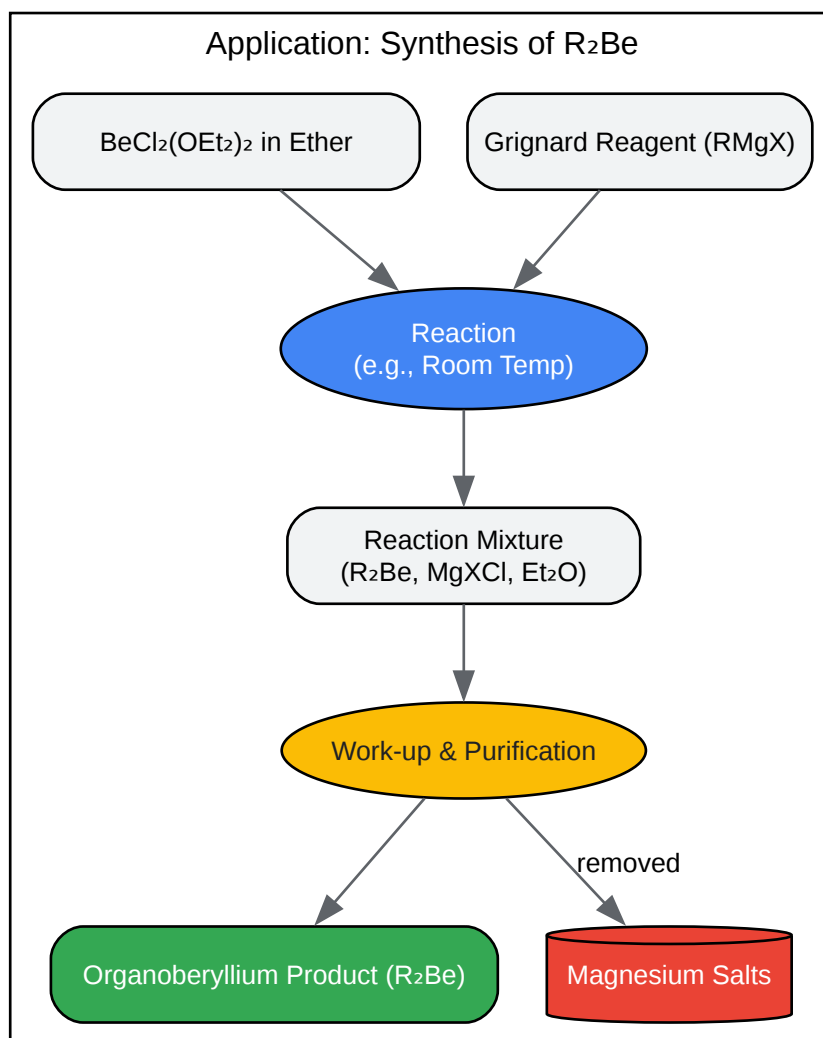 Application: Synthesis of R₂Be
BeCl₂(OEt₂)₂ in Ether
Grignard Reagent (RMgX)
Reaction
(e.g., Room Temp)
Reaction Mixture
(R₂Be, MgXCl, Et₂O)
Work-up & Purification
removed
Organoberyllium Product (R₂Be)
Magnesium Salts